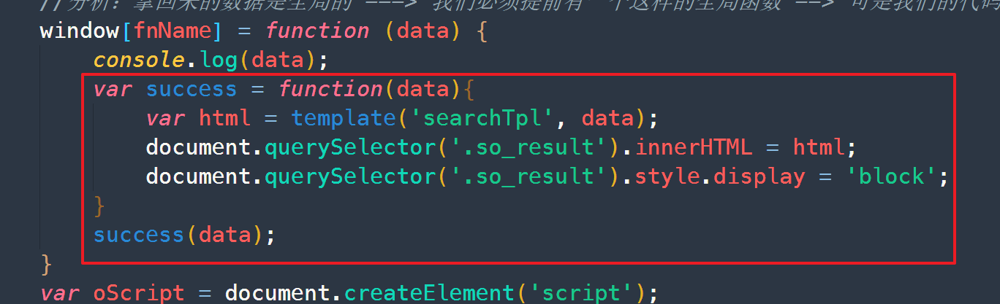 //分析：拿回来的数据是全局的 ===> 我们必须提前有一个这样的全局函数 ==> 可是我们的代码
window[fnName] = function (data) {
console.log(data);
var success = function(data){
var html = template('searchTpl', data);
document.querySelector('.so_result').innerHTML = html;
document.querySelector('.so_result').style.display = 'block';
}
success(data);
}
var oScript = document.createElement('script');